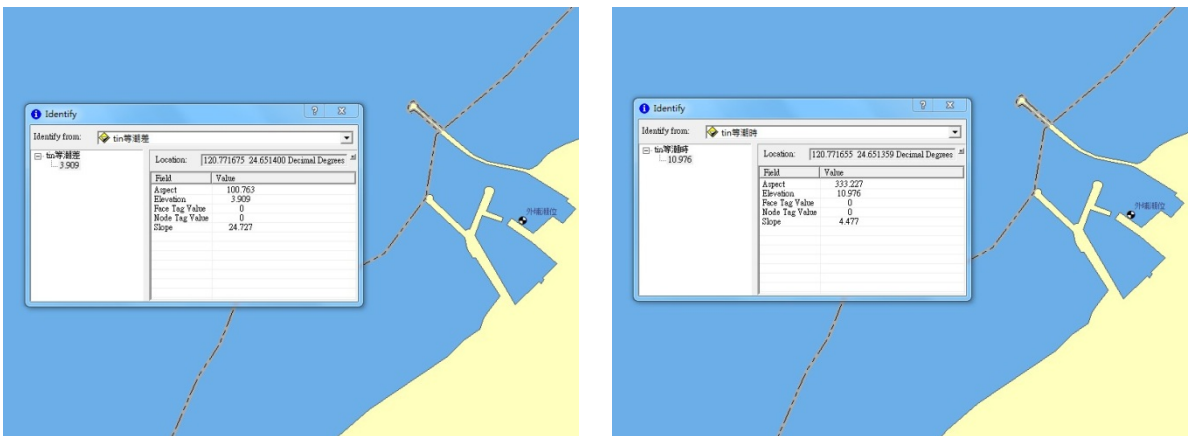 Identify
Identify from: tin等潮差
tin等潮差
3.909
Location: 120.771675 24.651400 Decimal Degrees
Field Value
Aspect 100.763
Elevation 3.909
Face Tag Value 0
Node Tag Value 0
Slope 24.727
外埔潮位
Identify
Identify from: tin等潮時
tin等潮時
10.976
Location: 120.771655 24.651359 Decimal Degrees
Field Value
Aspect 333.227
Elevation 10.976
Face Tag Value 0
Node Tag Value 0
Slope 4.477
外埔潮位